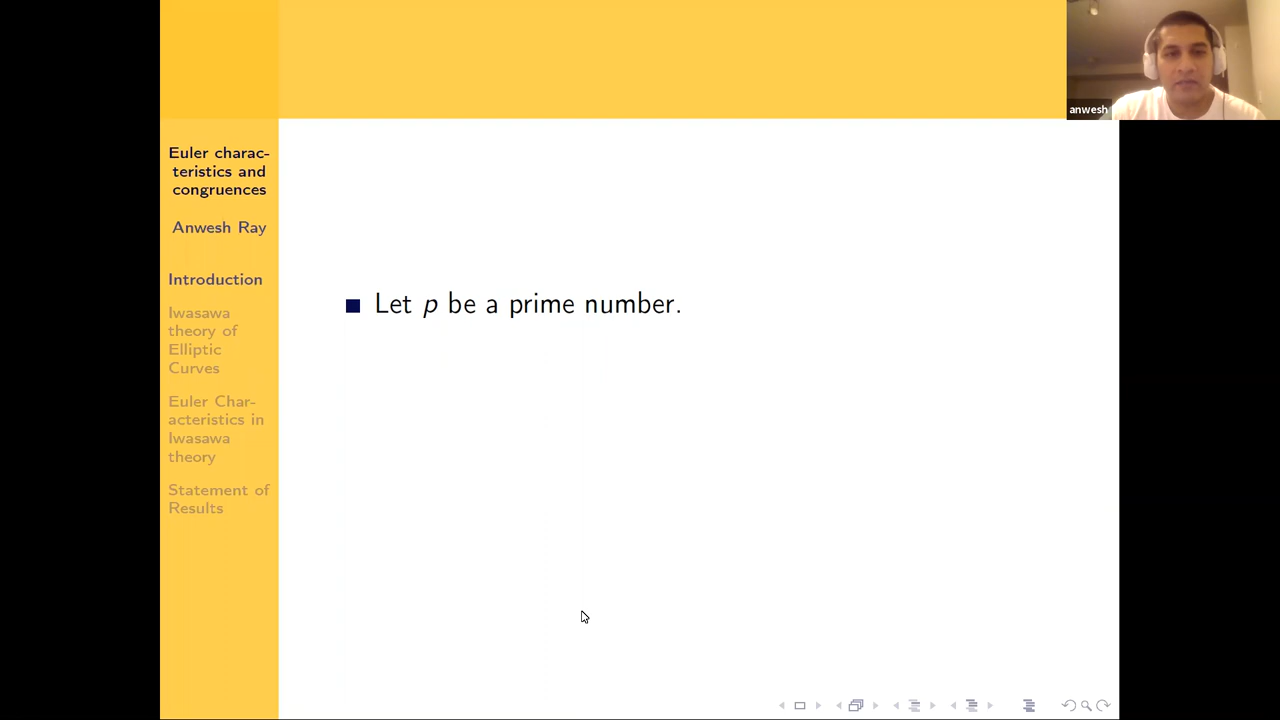 anwesh
Euler charac-
teristics and
congruences
Anwesh Ray
Introduction
Iwasawa
theory of
Elliptic
Curves
Euler Char-
acteristics in
Iwasawa
theory
Statement of
Results
Let p be a prime number.